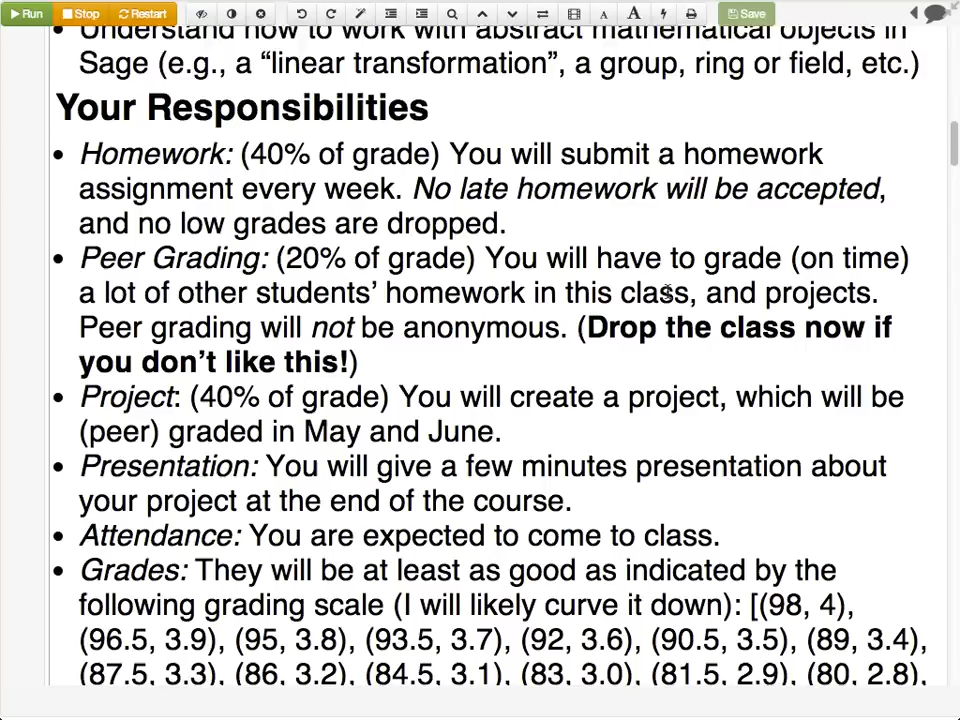 Run Stop Restart A A Save
Understand how to work with abstract mathematical objects in
Sage (e.g., a “linear transformation”, a group, ring or field, etc.)
Your Responsibilities
• Homework: (40% of grade) You will submit a homework
assignment every week. No late homework will be accepted,
and no low grades are dropped.
• Peer Grading: (20% of grade) You will have to grade (on time)
a lot of other students’ homework in this class, and projects.
Peer grading will not be anonymous. (Drop the class now if
you don’t like this!)
• Project: (40% of grade) You will create a project, which will be
(peer) graded in May and June.
• Presentation: You will give a few minutes presentation about
your project at the end of the course.
• Attendance: You are expected to come to class.
• Grades: They will be at least as good as indicated by the
following grading scale (I will likely curve it down): [(98, 4),
(96.5, 3.9), (95, 3.8), (93.5, 3.7), (92, 3.6), (90.5, 3.5), (89, 3.4),
(87.5, 3.3), (86, 3.2), (84.5, 3.1), (83, 3.0), (81.5, 2.9), (80, 2.8),